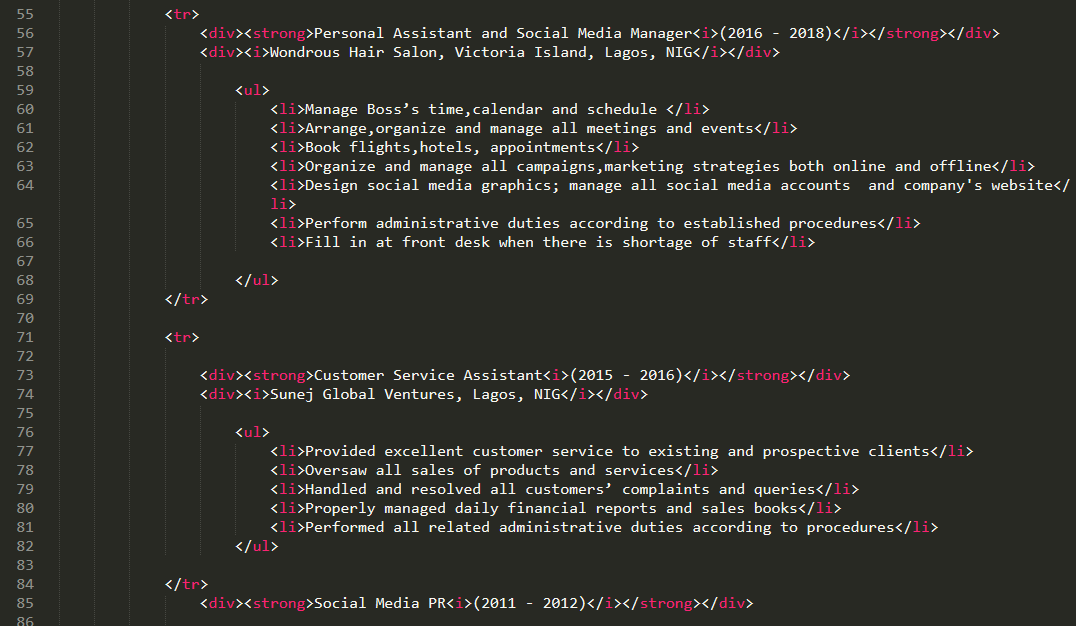 55 <tr>
56 <div><strong>Personal Assistant and Social Media Manager<i>(2016 - 2018)</i></strong></div>
57 <div><i>Wondrous Hair Salon, Victoria Island, Lagos, NIG</i></div>
58
59 <ul>
60 <li>Manage Boss’s time,calendar and schedule </li>
61 <li>Arrange,organize and manage all meetings and events</li>
62 <li>Book flights,hotels, appointments</li>
63 <li>Organize and manage all campaigns,marketing strategies both online and offline</li>
64 <li>Design social media graphics; manage all social media accounts  and company's website</
li>
65 <li>Perform administrative duties according to established procedures</li>
66 <li>Fill in at front desk when there is shortage of staff</li>
67
68 </ul>
69 </tr>
70
71 <tr>
72
73 <div><strong>Customer Service Assistant<i>(2015 - 2016)</i></strong></div>
74 <div><i>Sunej Global Ventures, Lagos, NIG</i></div>
75
76 <ul>
77 <li>Provided excellent customer service to existing and prospective clients</li>
78 <li>Oversaw all sales of products and services</li>
79 <li>Handled and resolved all customers’ complaints and queries</li>
80 <li>Properly managed daily financial reports and sales books</li>
81 <li>Performed all related administrative duties according to procedures</li>
82 </ul>
83
84 </tr>
85 <div><strong>Social Media PR<i>(2011 - 2012)</i></strong></div>
86